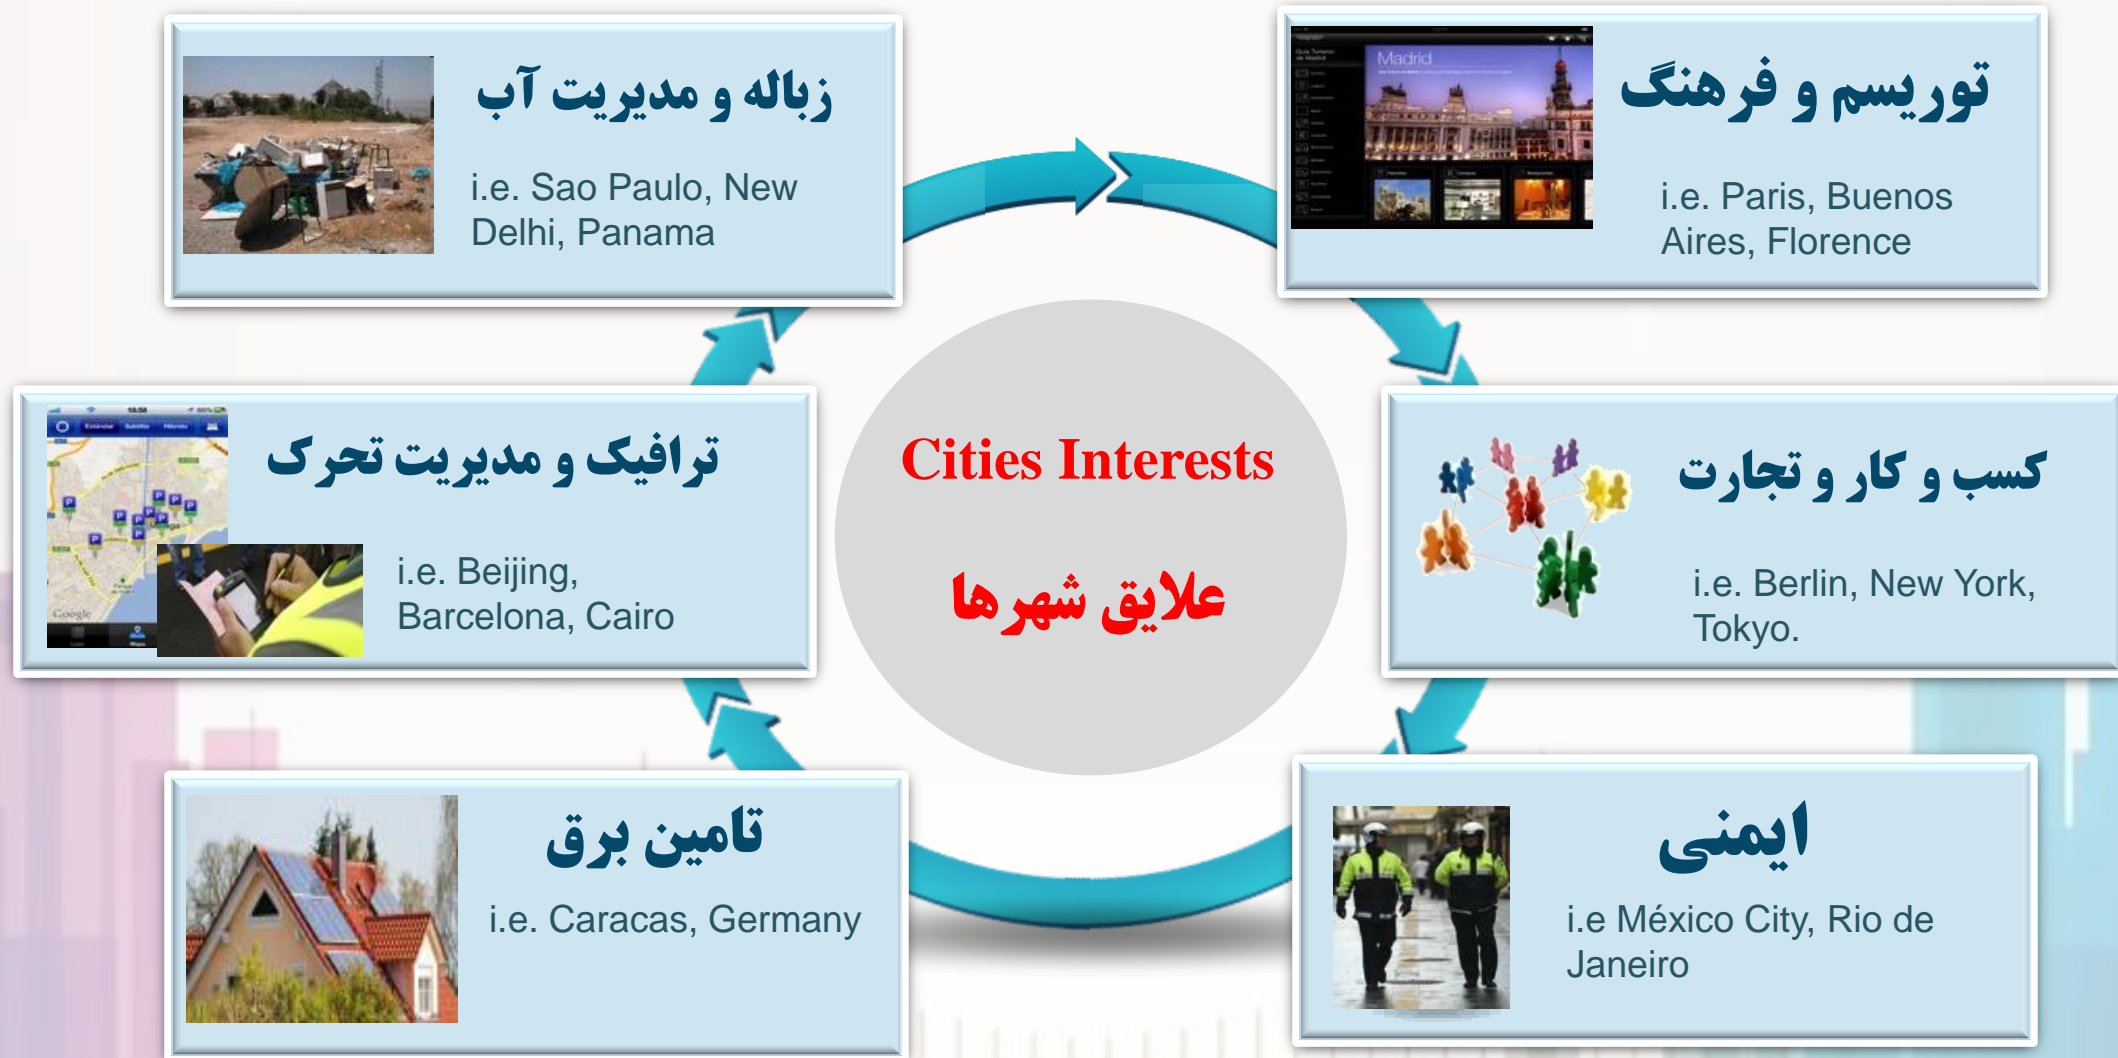 زباله و مدیریت آب
i.e. Sao Paulo, New
Delhi, Panama
توریسم و فرهنگ
i.e. Paris, Buenos
Aires, Florence
Madrid
ترافیک و مدیریت تحرک
i.e. Beijing,
Barcelona, Cairo
Google
Cities Interests
علایق شهرها
کسب و کار و تجارت
i.e. Berlin, New York,
Tokyo.
تامین برق
i.e. Caracas, Germany
ایمنی
i.e México City, Rio de
Janeiro